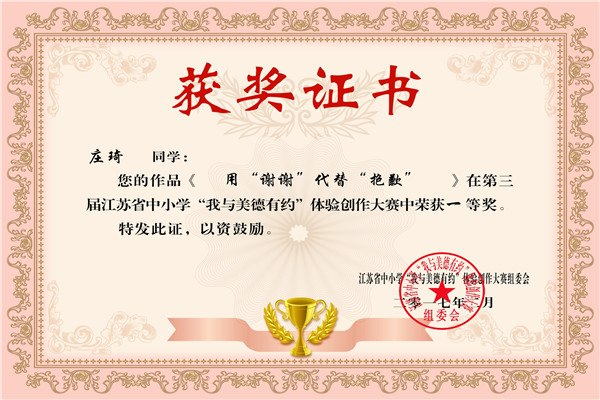 获奖证书
庄琦 同学：
您的作品《 用“谢谢”代替“抱歉” 》在第三
届江苏省中小学“我与美德有约”体验创作大赛中荣获一等奖。
特发此证，以资鼓励。
江苏省中小学“我与美德有约”体验创作大赛组委会
二零一七年 月
组委会